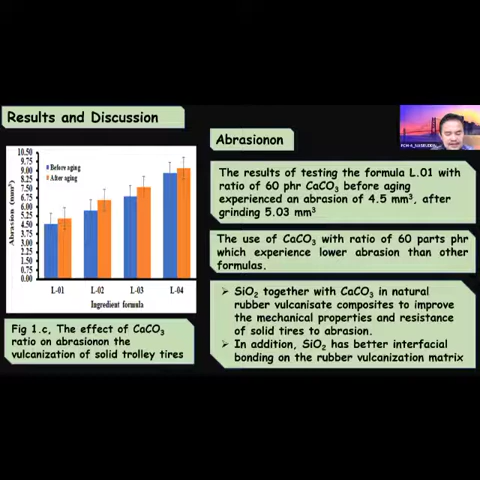 Results and Discussion
Abrasionon
10.50
9.75
9.00
8.25
7.50
6.75
6.00
5.25
4.50
3.75
3.00
2.25
1.50
0.75
0.00
Abrasion (mm³)
Before aging
After aging
L-01 L-02 L-03 L-04
Ingredient formula
Fig 1.c, The effect of CaCO₃
ratio on abrasionon the
vulcanization of solid trolley tires
The results of testing the formula L.01 with
ratio of 60 phr CaCO₃ before aging
experienced an abrasion of 4.5 mm³, after
grinding 5.03 mm³
The use of CaCO₃ with ratio of 60 parts phr
which experience lower abrasion than other
formulas.
➢ SiO₂ together with CaCO₃ in natural
rubber vulcanisate composites to improve
the mechanical properties and resistance
of solid tires to abrasion.
➢ In addition, SiO₂ has better interfacial
bonding on the rubber vulcanization matrix